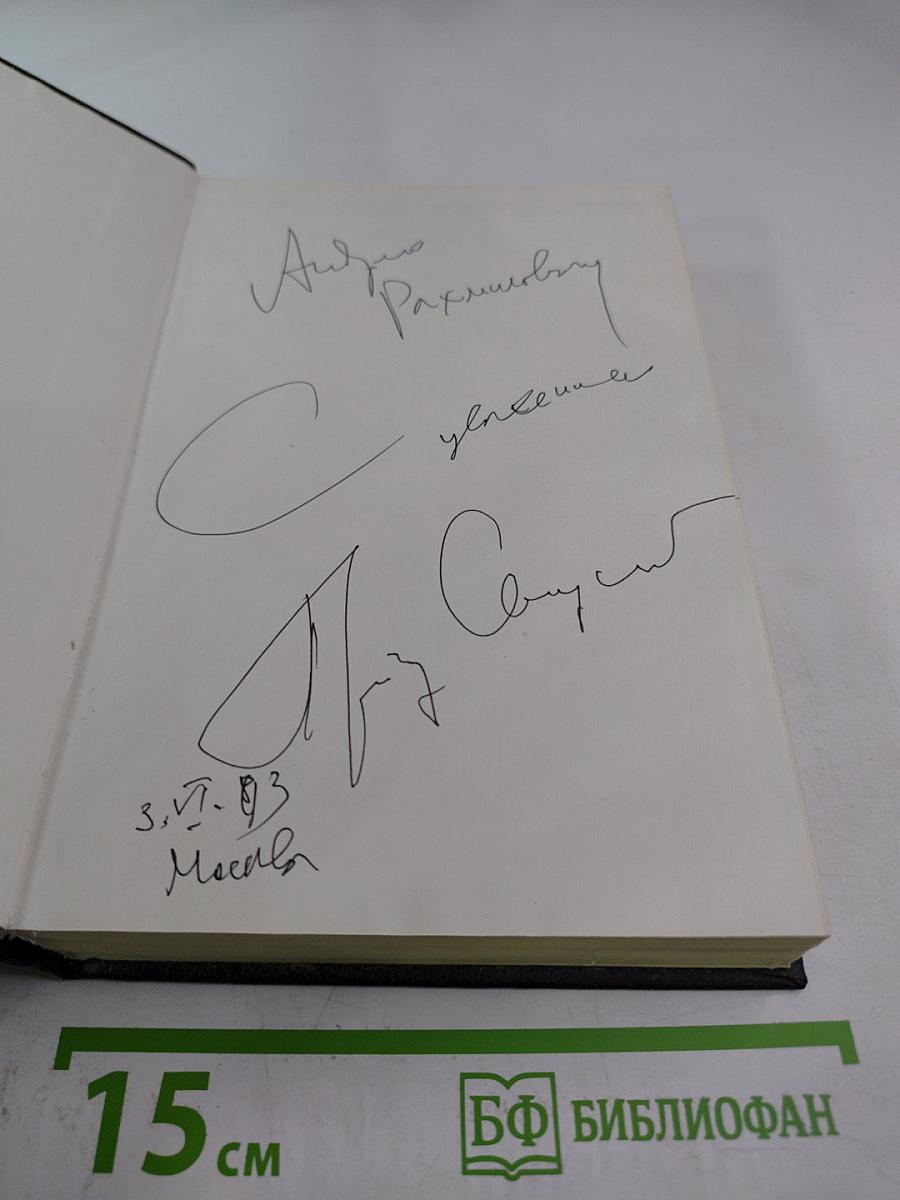 Андрею
Рахмиловичу
С уважением
3.VI.93
Москва
15 см
БФ БИБЛИОФАН